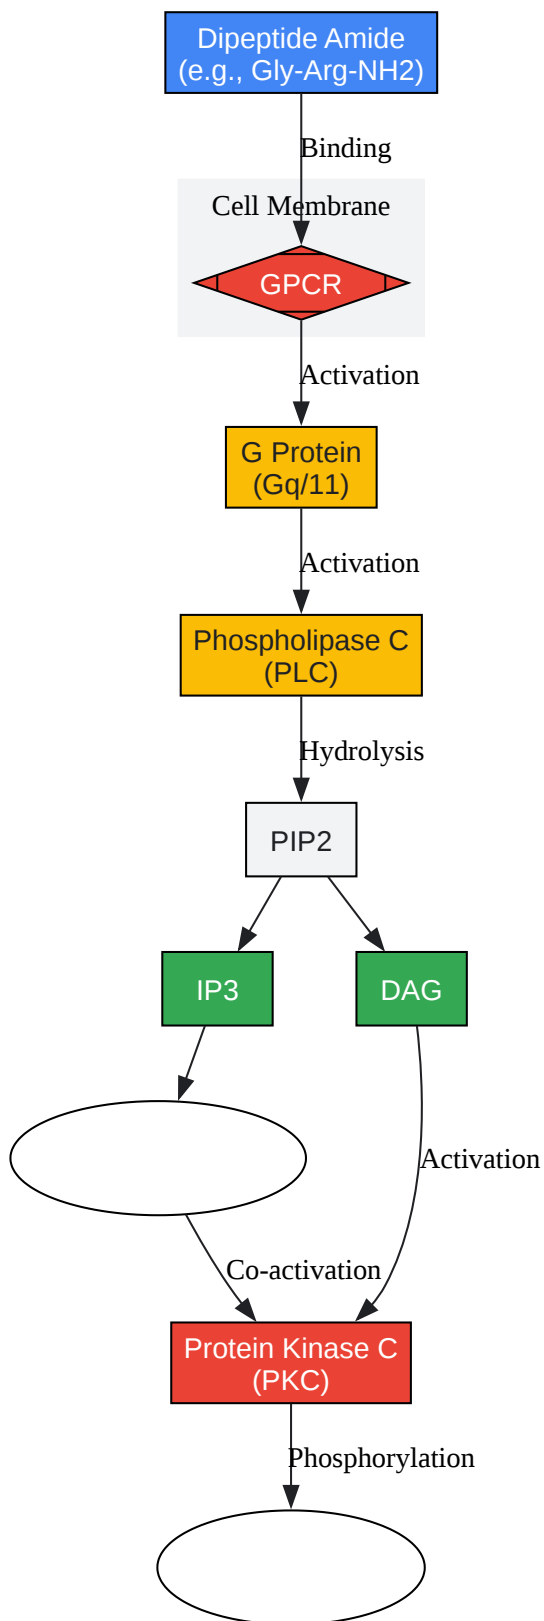 Dipeptide Amide
(e.g., Gly-Arg-NH2)
Binding
Cell Membrane
GPCR
Activation
G Protein
(Gq/11)
Activation
Phospholipase C
(PLC)
Hydrolysis
PIP2
IP3
DAG
Activation
Co-activation
Protein Kinase C
(PKC)
Phosphorylation